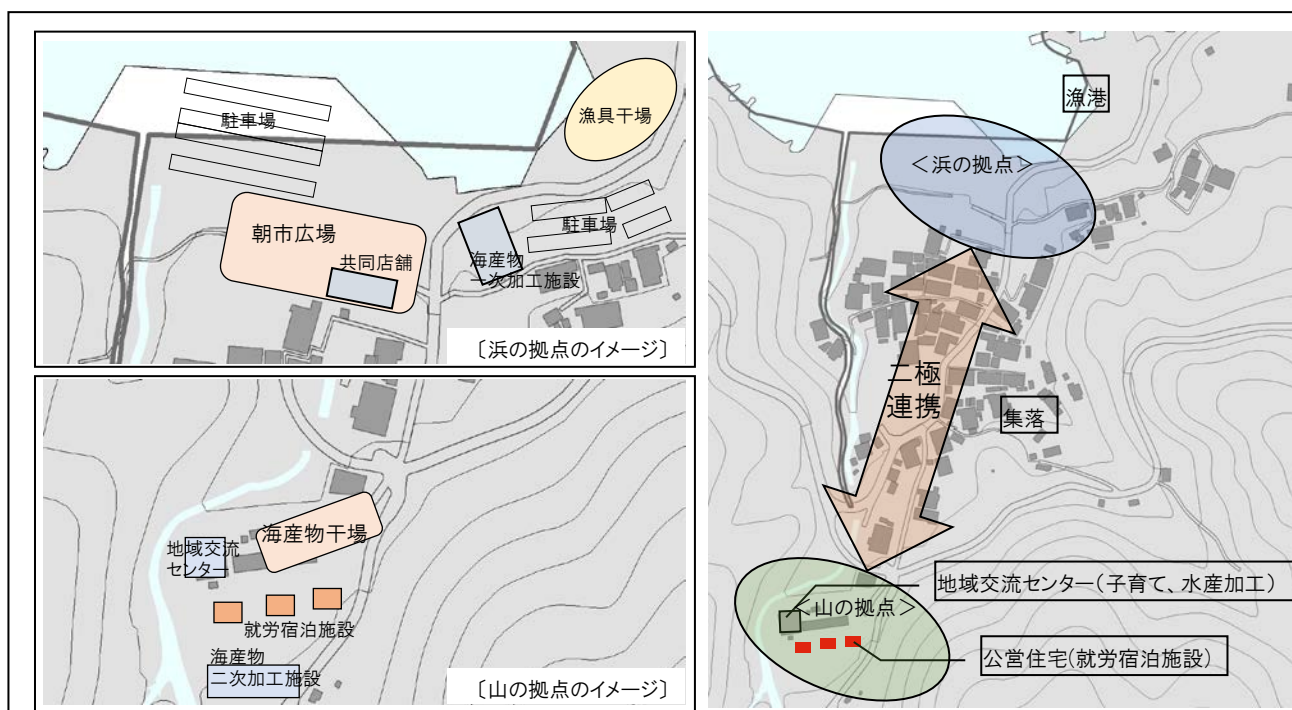 駐車場
漁具干場
朝市広場
共同店舗
海産物
一次加工施設
駐車場
〔浜の拠点のイメージ〕
海産物干場
地域交流
センター
就労宿泊施設
海産物
二次加工施設
〔山の拠点のイメージ〕
漁港
<浜の拠点>
二極
連携
集落
地域交流センター(子育て、水産加工)
<山の拠点>
公営住宅(就労宿泊施設)